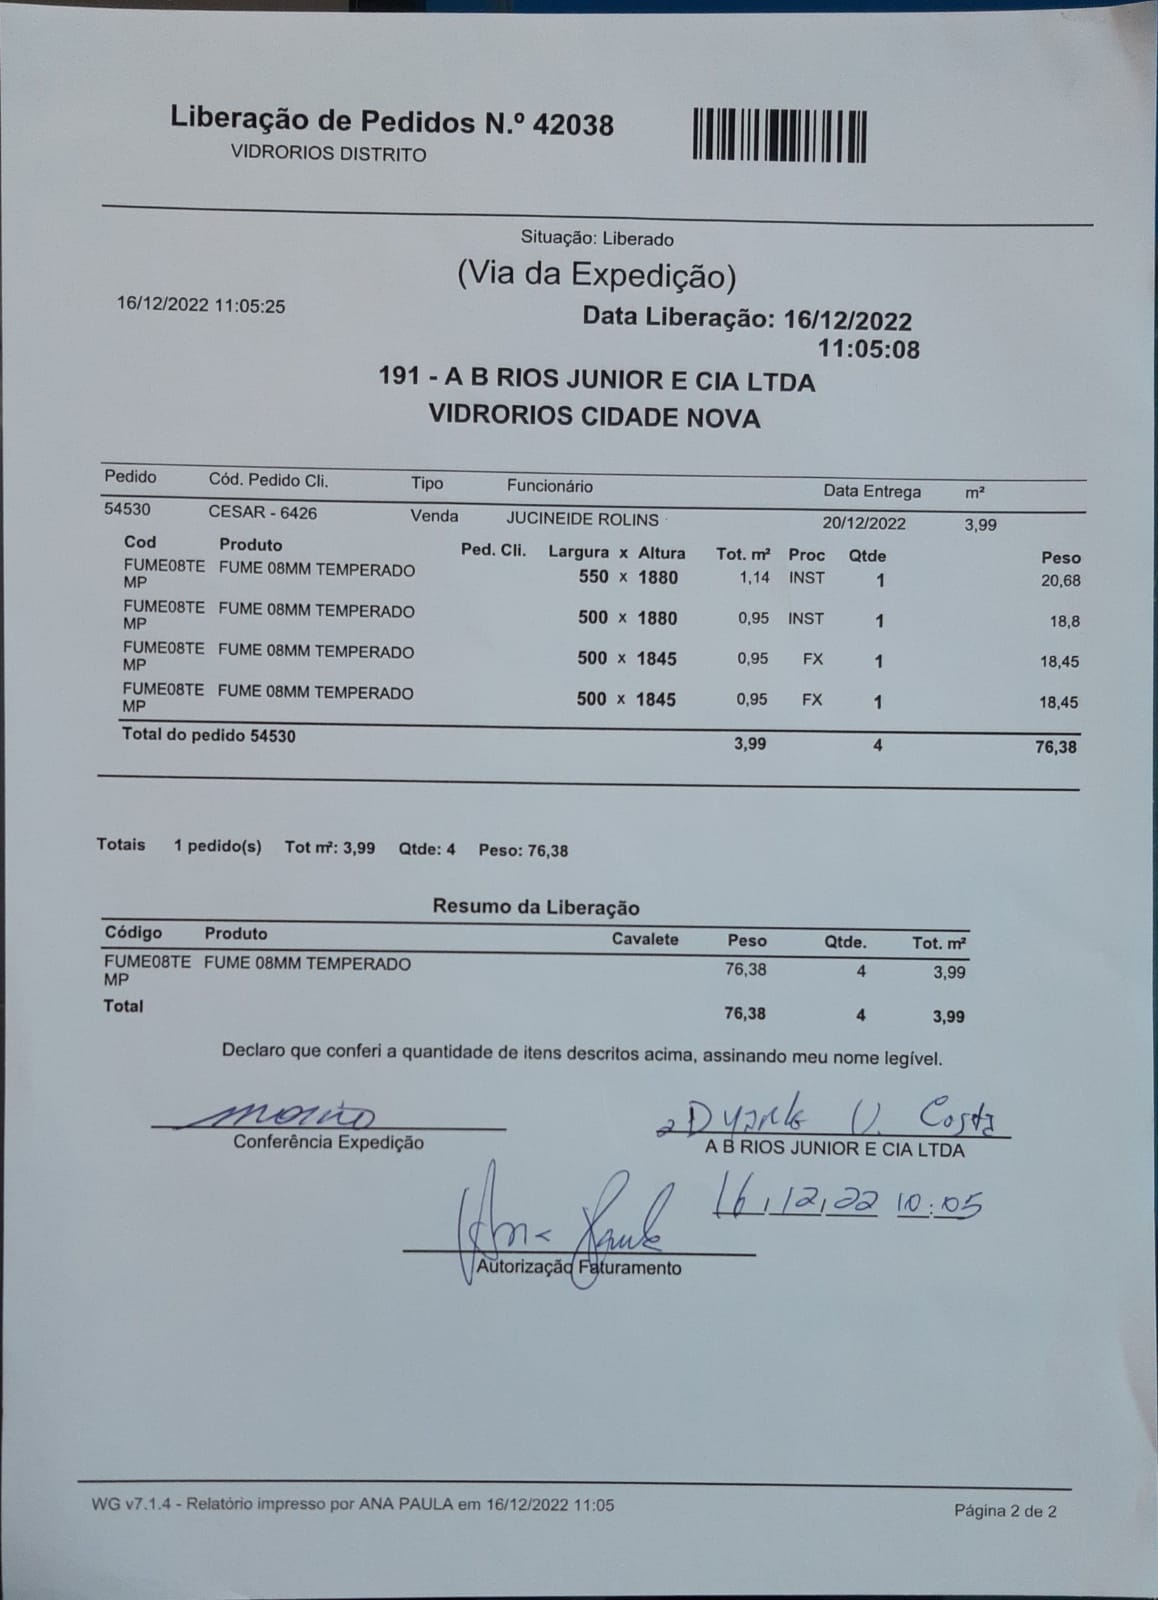 Liberação de Pedidos N.º 42038
VIDRORIOS DISTRITO
Situação: Liberado
(Via da Expedição)
16/12/2022 11:05:25
Data Liberação: 16/12/2022
11:05:08
191 - A B RIOS JUNIOR E CIA LTDA
VIDRORIOS CIDADE NOVA
Pedido Cód. Pedido Cli. Tipo Funcionário Data Entrega m²
54530 CESAR - 6426 Venda JUCINEIDE ROLINS 20/12/2022 3,99
Cod Produto Ped. Cli. Largura x Altura Tot. m² Proc Qtde Peso
FUME08TE FUME 08MM TEMPERADO 550 x 1880 1,14 INST 1 20,68
MP
FUME08TE FUME 08MM TEMPERADO 500 x 1880 0,95 INST 1 18,8
MP
FUME08TE FUME 08MM TEMPERADO 500 x 1845 0,95 FX 1 18,45
MP
FUME08TE FUME 08MM TEMPERADO 500 x 1845 0,95 FX 1 18,45
MP
Total do pedido 54530 3,99 4 76,38
Totais 1 pedido(s) Tot m²: 3,99 Qtde: 4 Peso: 76,38
Resumo da Liberação
Código Produto Cavalete Peso Qtde. Tot. m²
FUME08TE FUME 08MM TEMPERADO 76,38 4 3,99
MP
Total 76,38 4 3,99
Declaro que conferi a quantidade de itens descritos acima, assinando meu nome legível.
Costa
Conferência Expedição A B RIOS JUNIOR E CIA LTDA
16,12,22 10:05
Ana Paula
Autorização Faturamento
WG v7.1.4 - Relatório impresso por ANA PAULA em 16/12/2022 11:05
Página 2 de 2